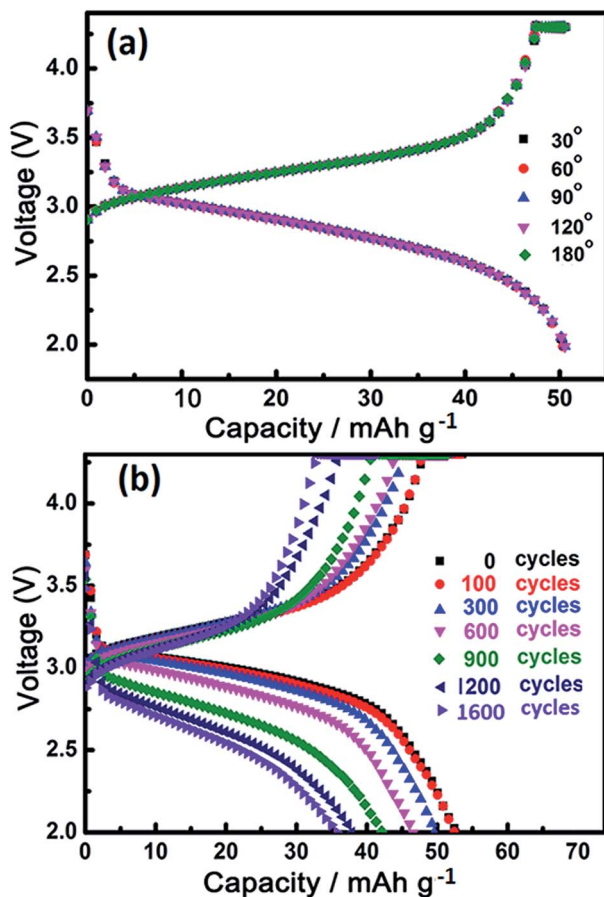 (a)
4.0
3.5
3.0
2.5
2.0
Voltage (V)
30°
60°
90°
120°
180°
0 10 20 30 40 50
Capacity / mAh g-1
(b)
4.0
3.5
3.0
2.5
2.0
Voltage (V)
0 cycles
100 cycles
300 cycles
600 cycles
900 cycles
1200 cycles
1600 cycles
0 10 20 30 40 50 60 70
Capacity / mAh g-1